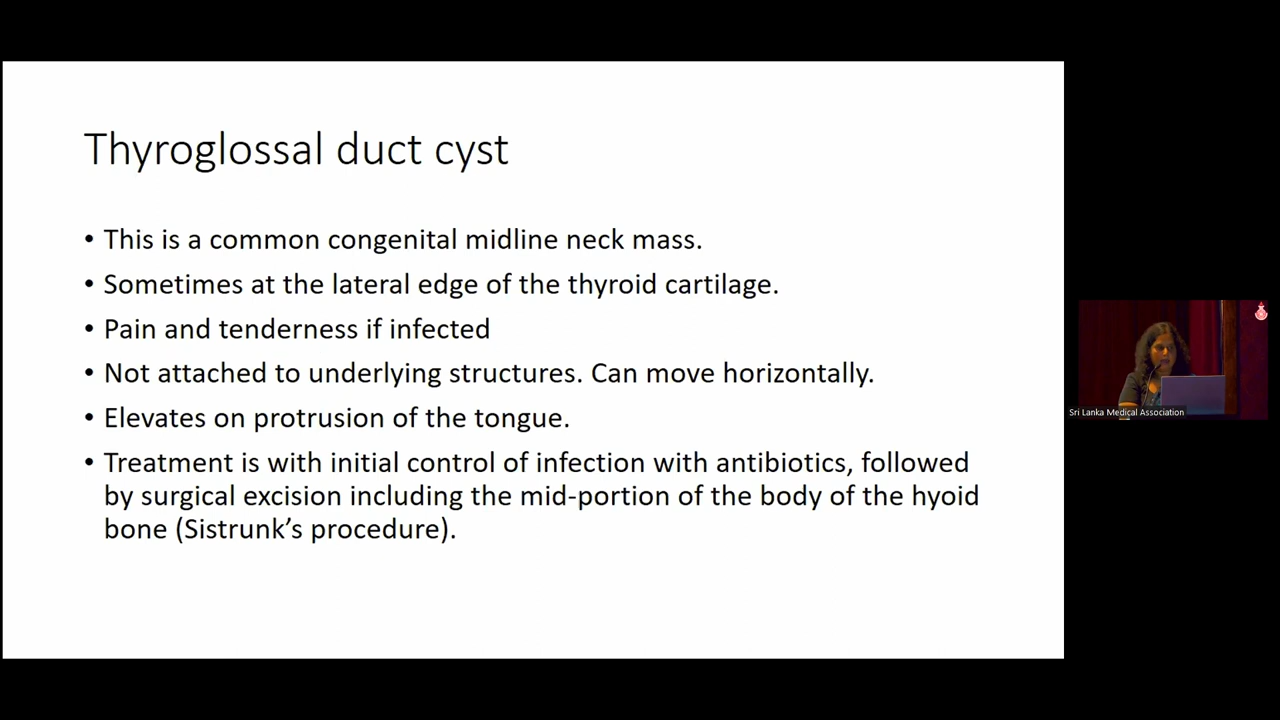 Thyroglossal duct cyst
• This is a common congenital midline neck mass.
• Sometimes at the lateral edge of the thyroid cartilage.
• Pain and tenderness if infected
• Not attached to underlying structures. Can move horizontally.
• Elevates on protrusion of the tongue.
• Treatment is with initial control of infection with antibiotics, followed
by surgical excision including the mid-portion of the body of the hyoid
bone (Sistrunk’s procedure).
Sri Lanka Medical Association